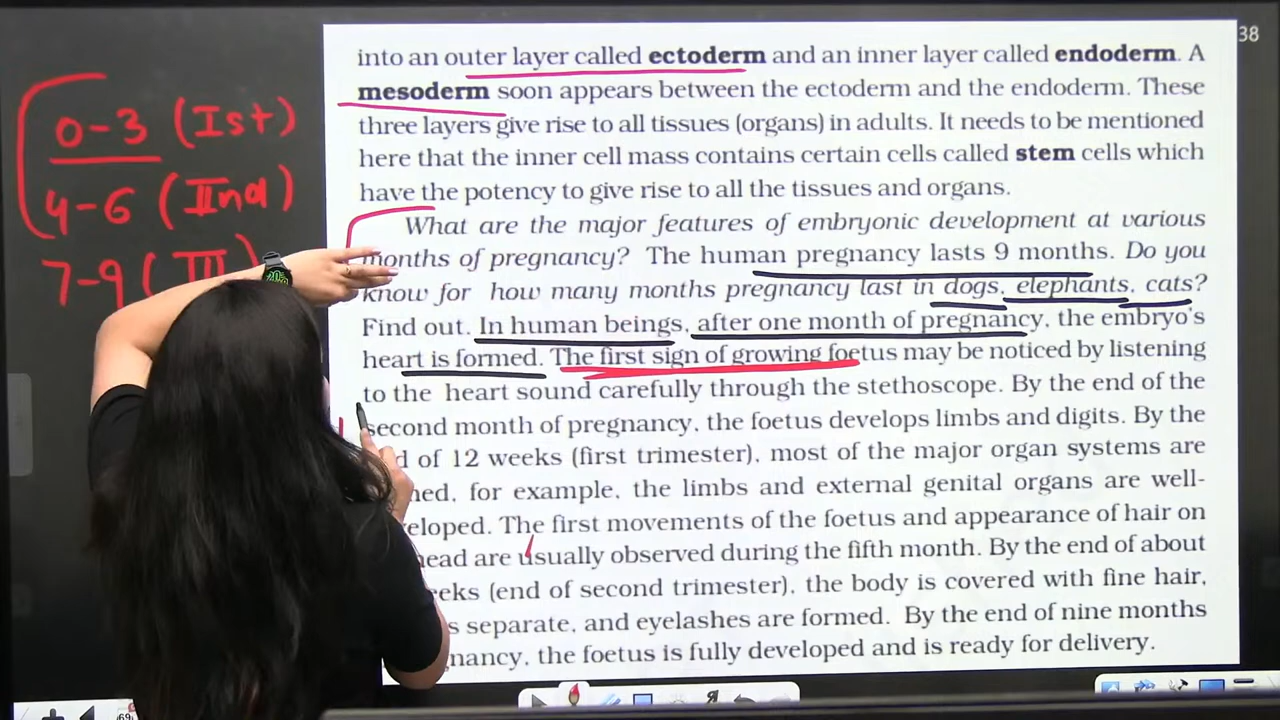 38
0-3 (Ist)
4-6 (IInd)
7-9 (III)
into an outer layer called ectoderm and an inner layer called endoderm. A
mesoderm soon appears between the ectoderm and the endoderm. These
three layers give rise to all tissues (organs) in adults. It needs to be mentioned
here that the inner cell mass contains certain cells called stem cells which
have the potency to give rise to all the tissues and organs.
What are the major features of embryonic development at various
months of pregnancy? The human pregnancy lasts 9 months. Do you
know for how many months pregnancy last in dogs, elephants, cats?
Find out. In human beings, after one month of pregnancy, the embryo's
heart is formed. The first sign of growing foetus may be noticed by listening
to the heart sound carefully through the stethoscope. By the end of the
second month of pregnancy, the foetus develops limbs and digits. By the
of 12 weeks (first trimester), most of the major organ systems are
for example, the limbs and external genital organs are well-
The first movements of the foetus and appearance of hair on
head are usually observed during the fifth month. By the end of about
(end of second trimester), the body is covered with fine hair,
separate, and eyelashes are formed. By the end of nine months
the foetus is fully developed and is ready for delivery.